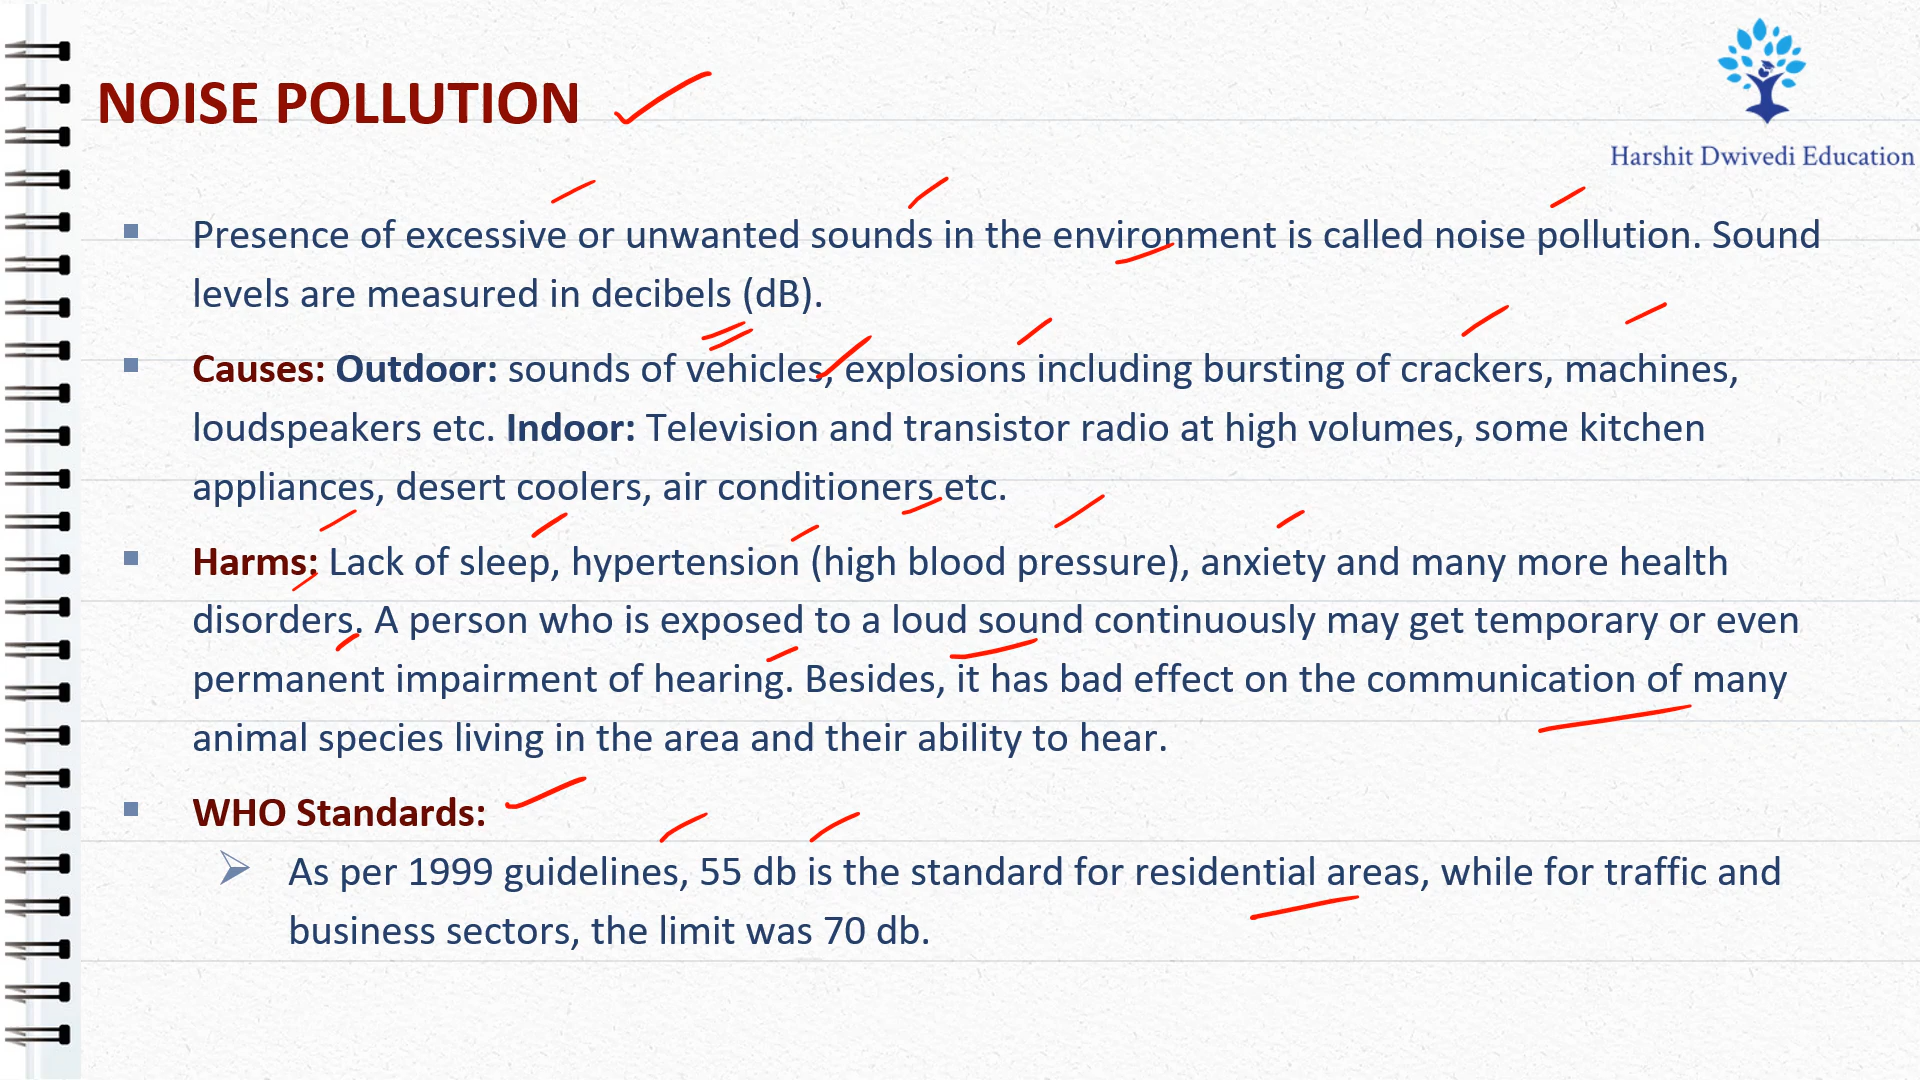 NOISE POLLUTION
Harshit Dwivedi Education
Presence of excessive or unwanted sounds in the environment is called noise pollution. Sound
levels are measured in decibels (dB).
Causes: Outdoor: sounds of vehicles, explosions including bursting of crackers, machines,
loudspeakers etc. Indoor: Television and transistor radio at high volumes, some kitchen
appliances, desert coolers, air conditioners etc.
Harms: Lack of sleep, hypertension (high blood pressure), anxiety and many more health
disorders. A person who is exposed to a loud sound continuously may get temporary or even
permanent impairment of hearing. Besides, it has bad effect on the communication of many
animal species living in the area and their ability to hear.
WHO Standards:
As per 1999 guidelines, 55 db is the standard for residential areas, while for traffic and
business sectors, the limit was 70 db.